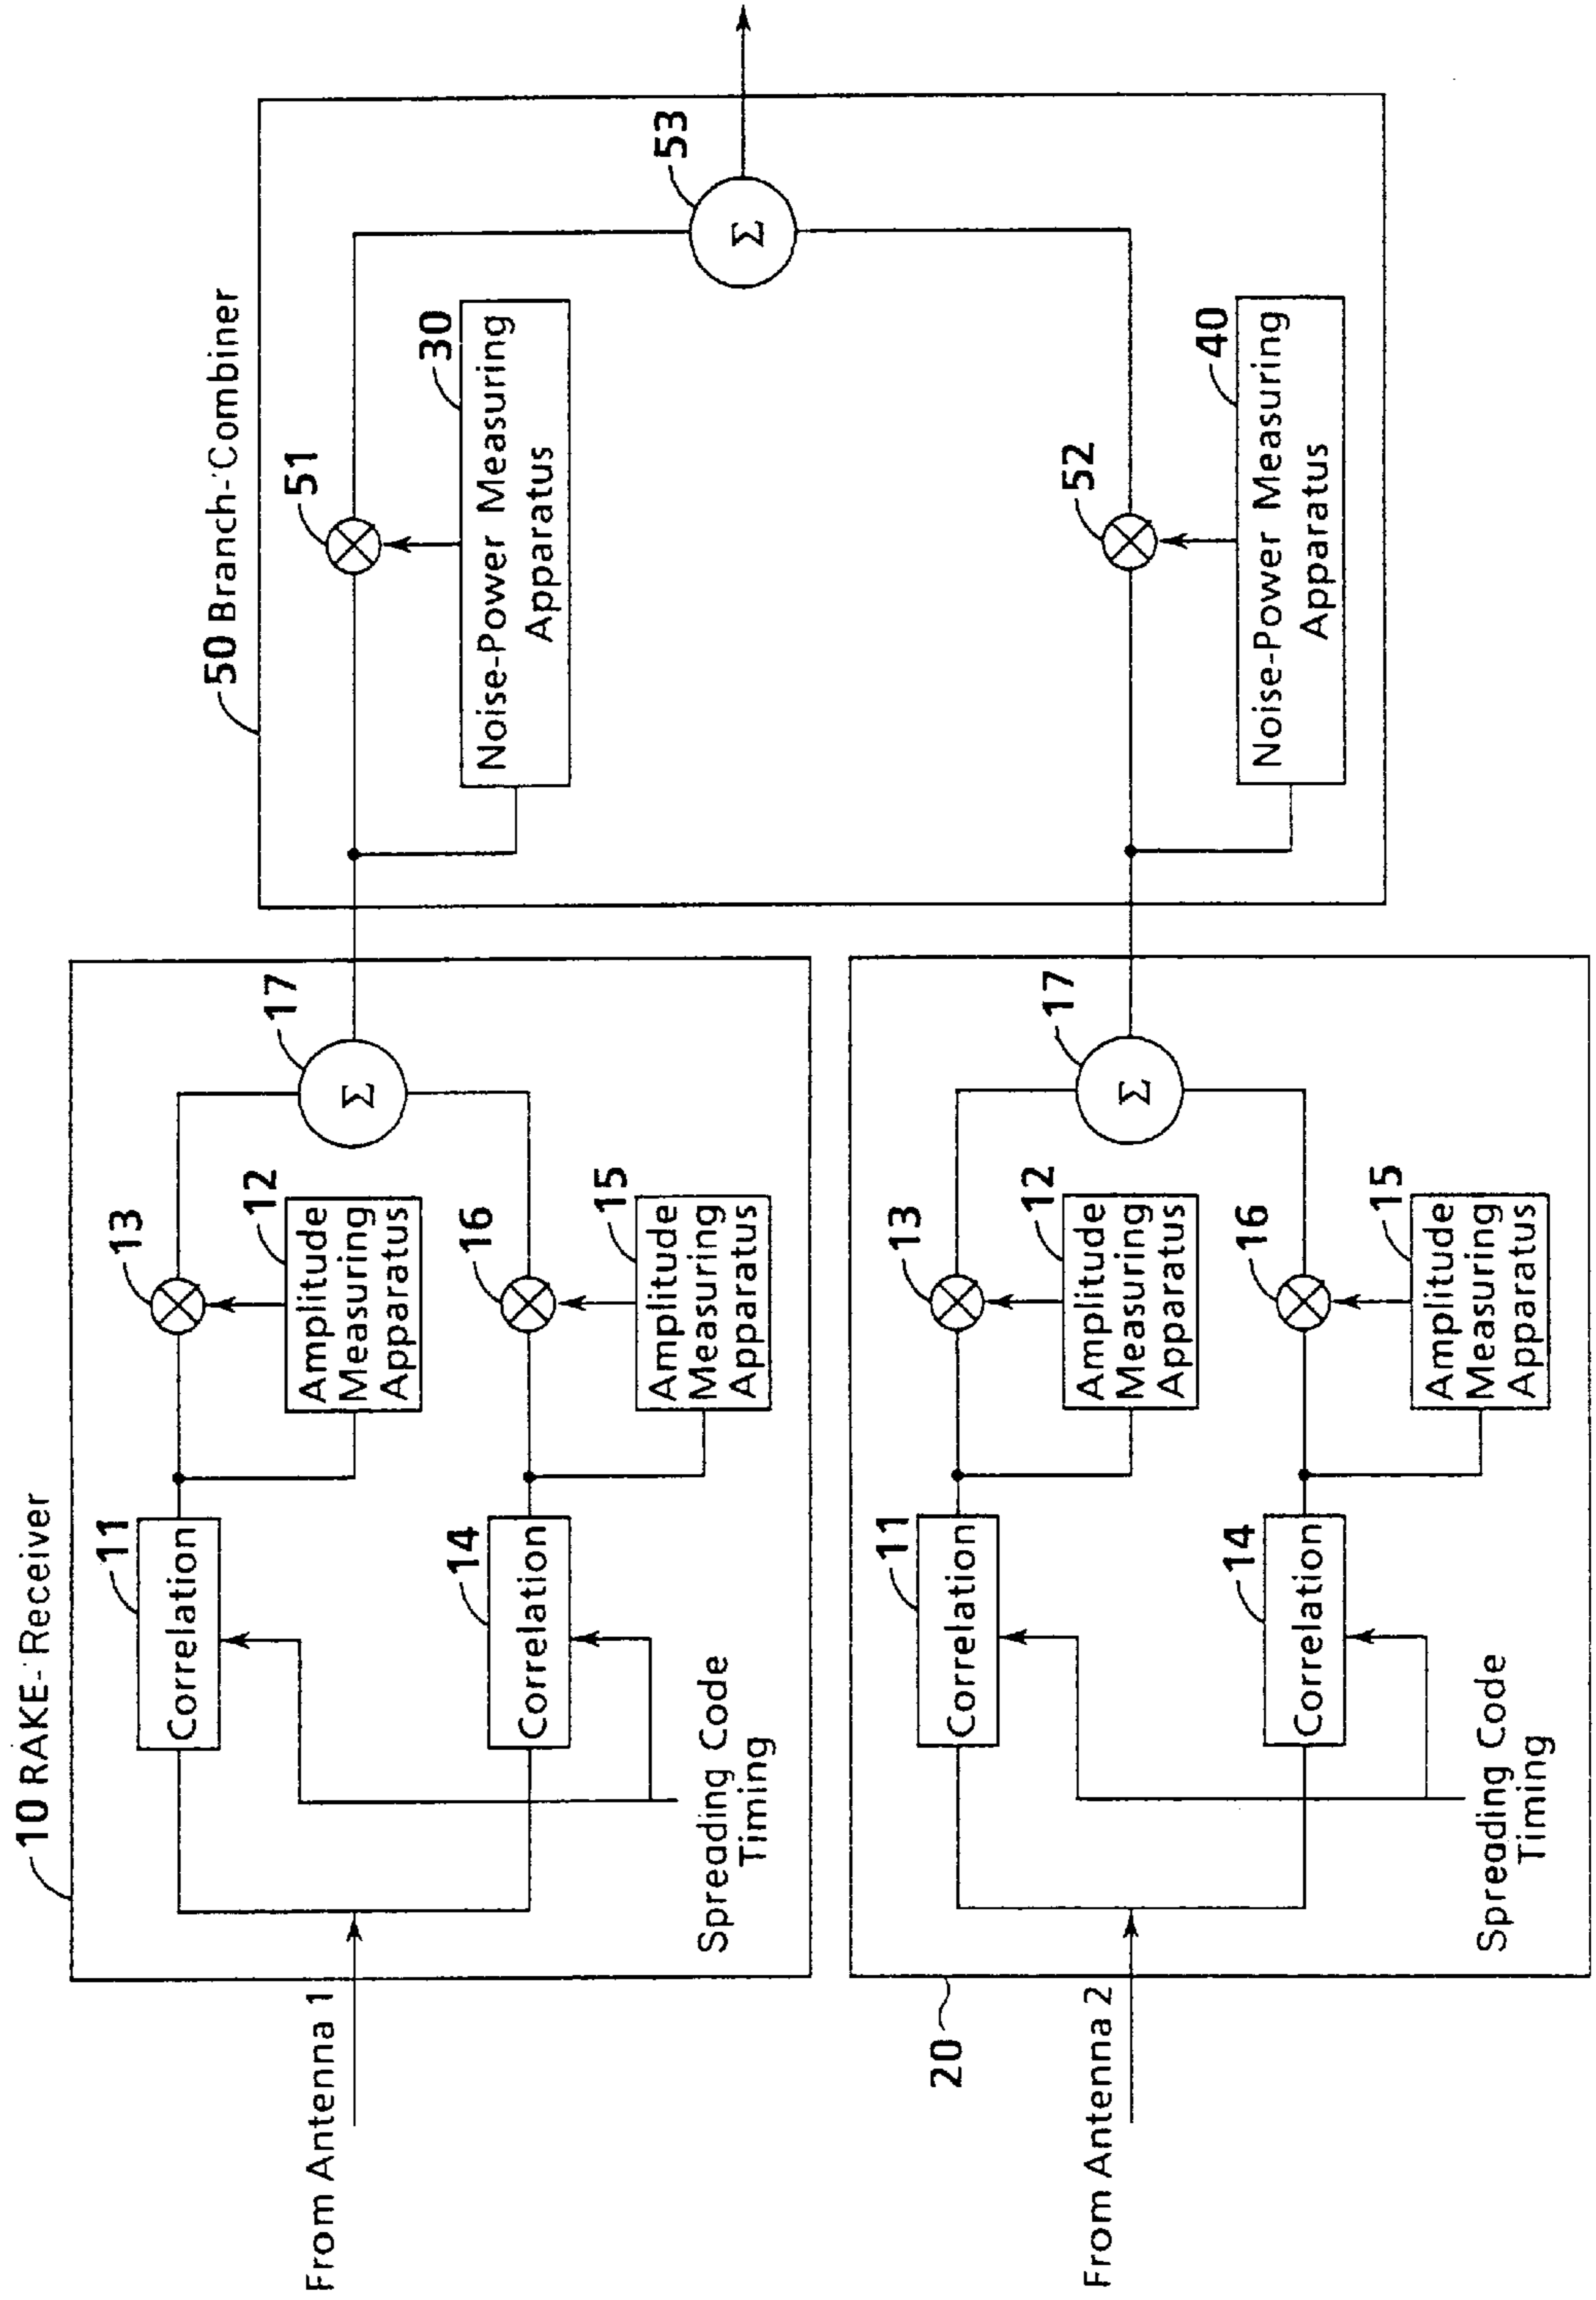 10 RAKE-Receiver
From Antenna 1
11
Correlation
12
Amplitude
Measuring
Apparatus
13
14
Correlation
15
Amplitude
Measuring
Apparatus
16
17
Σ
Spreading Code
Timing
50 Branch-Combiner
51
30
Noise-Power Measuring
Apparatus
53
Σ
52
40
Noise-Power Measuring
Apparatus
20
From Antenna 2
11
Correlation
12
Amplitude
Measuring
Apparatus
13
14
Correlation
15
Amplitude
Measuring
Apparatus
16
17
Σ
Spreading Code
Timing